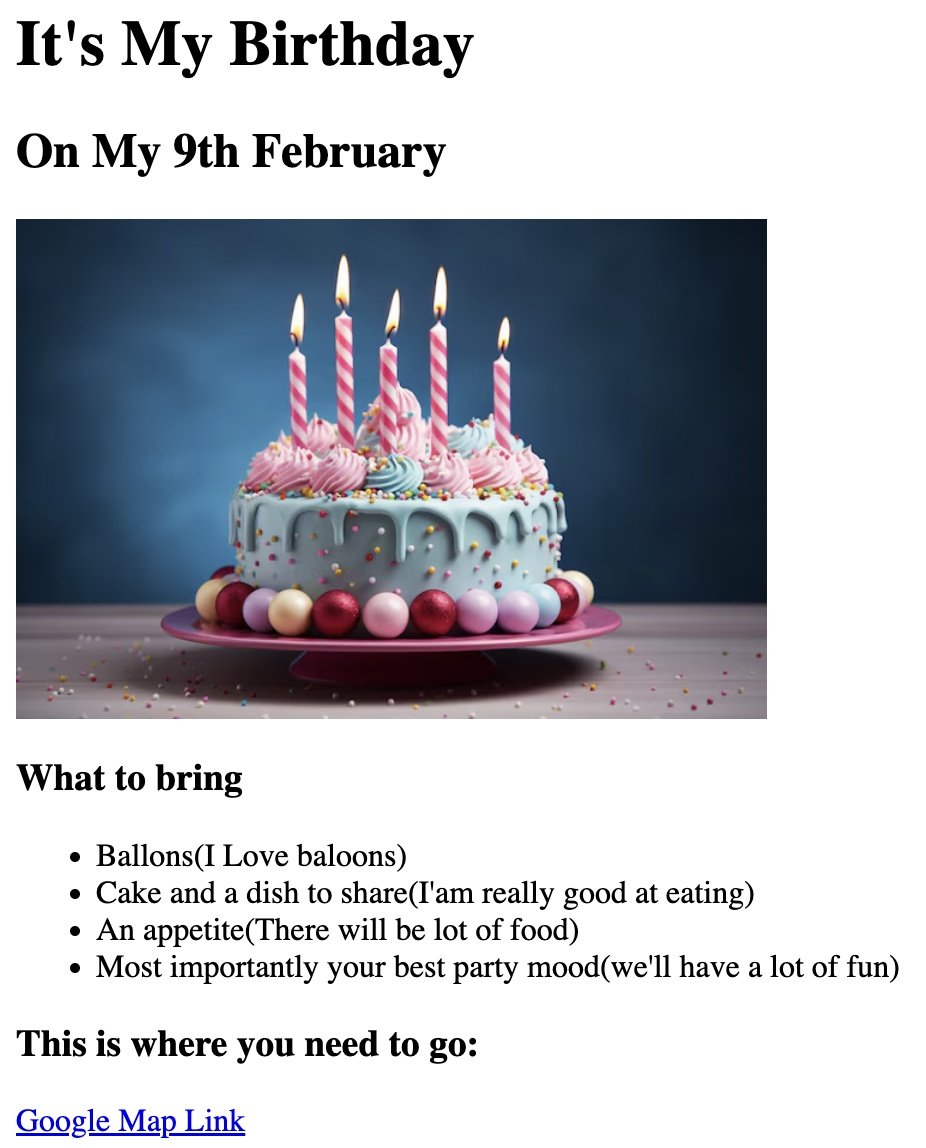 It's My Birthday
On My 9th February
What to bring
Ballons(I Love baloons)
Cake and a dish to share(I'am really good at eating)
An appetite(There will be lot of food)
Most importantly your best party mood(we'll have a lot of fun)
This is where you need to go:
Google Map Link